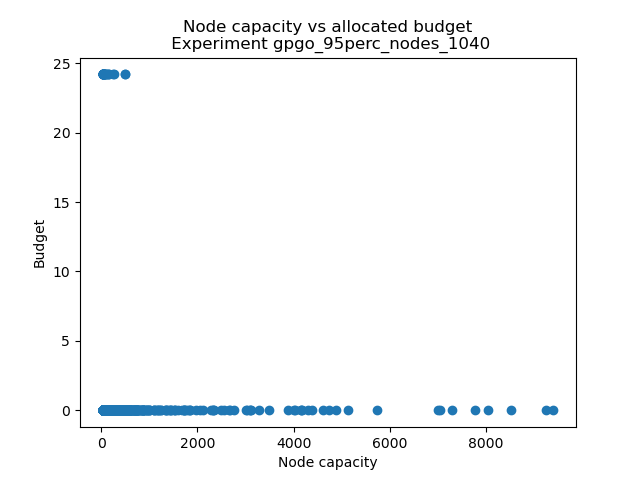 Node capacity vs allocated budget
Experiment gpgo_95perc_nodes_1040
25
20
15
10
5
0
Budget
0 2000 4000 6000 8000
Node capacity